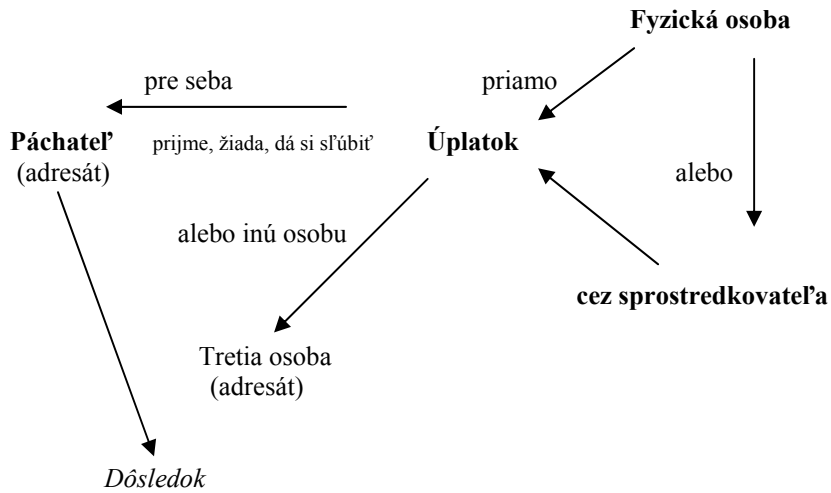 Fyzická osoba
pre seba
priamo
Páchateľ
(adresát)
prijme, žiada, dá si sľúbiť
Úplatok
alebo
alebo inú osobu
cez sprostredkovateľa
Tretia osoba
(adresát)
Dôsledok